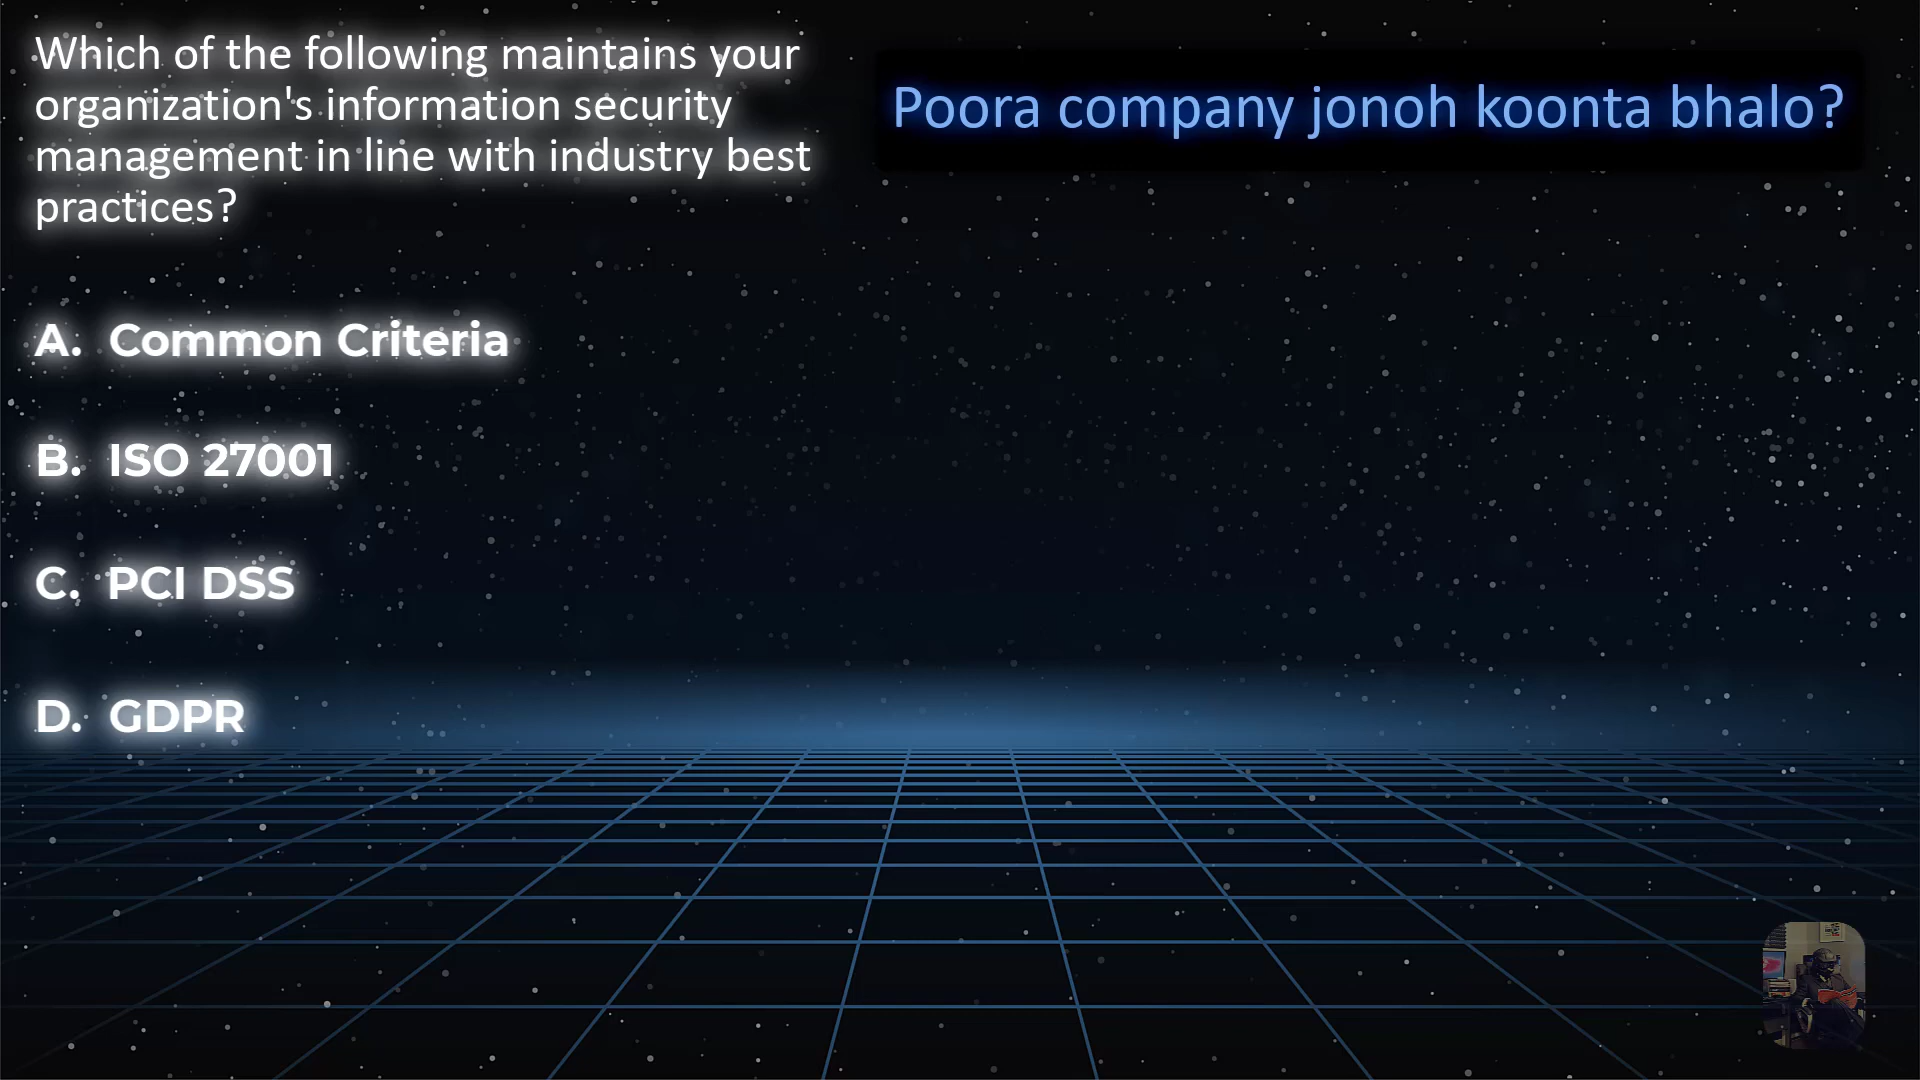 Which of the following maintains your
organization's information security
management in line with industry best
practices?
Poora company jonoh koonta bhalo?
A. Common Criteria
B. ISO 27001
C. PCI DSS
D. GDPR